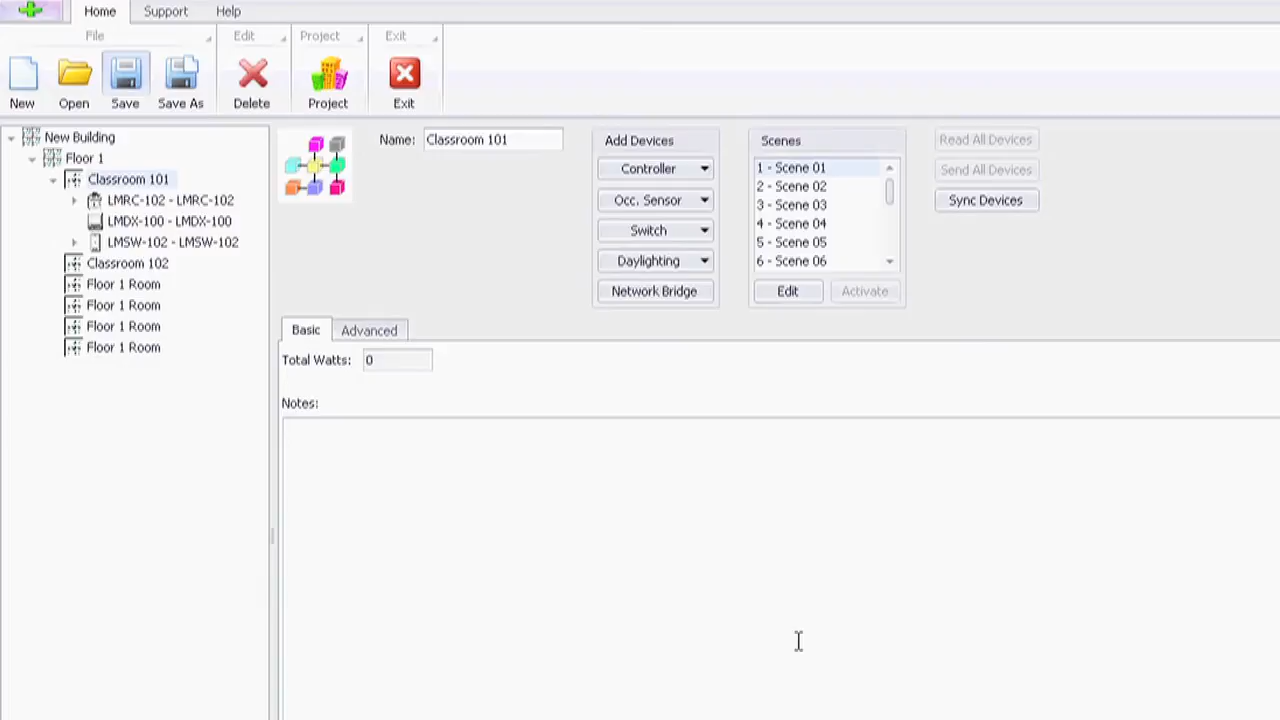 Home Support Help
File Edit Project Exit
New Open Save Save As Delete Project Exit
New Building
Floor 1
Classroom 101
LMRC-102 - LMRC-102
LMDX-100 - LMDX-100
LMSW-102 - LMSW-102
Classroom 102
Floor 1 Room
Floor 1 Room
Floor 1 Room
Floor 1 Room
Name: Classroom 101
Add Devices
Controller
Occ. Sensor
Switch
Daylighting
Network Bridge
Scenes
1 - Scene 01
2 - Scene 02
3 - Scene 03
4 - Scene 04
5 - Scene 05
6 - Scene 06
Edit Activate
Read All Devices
Send All Devices
Sync Devices
Basic Advanced
Total Watts: 0
Notes: